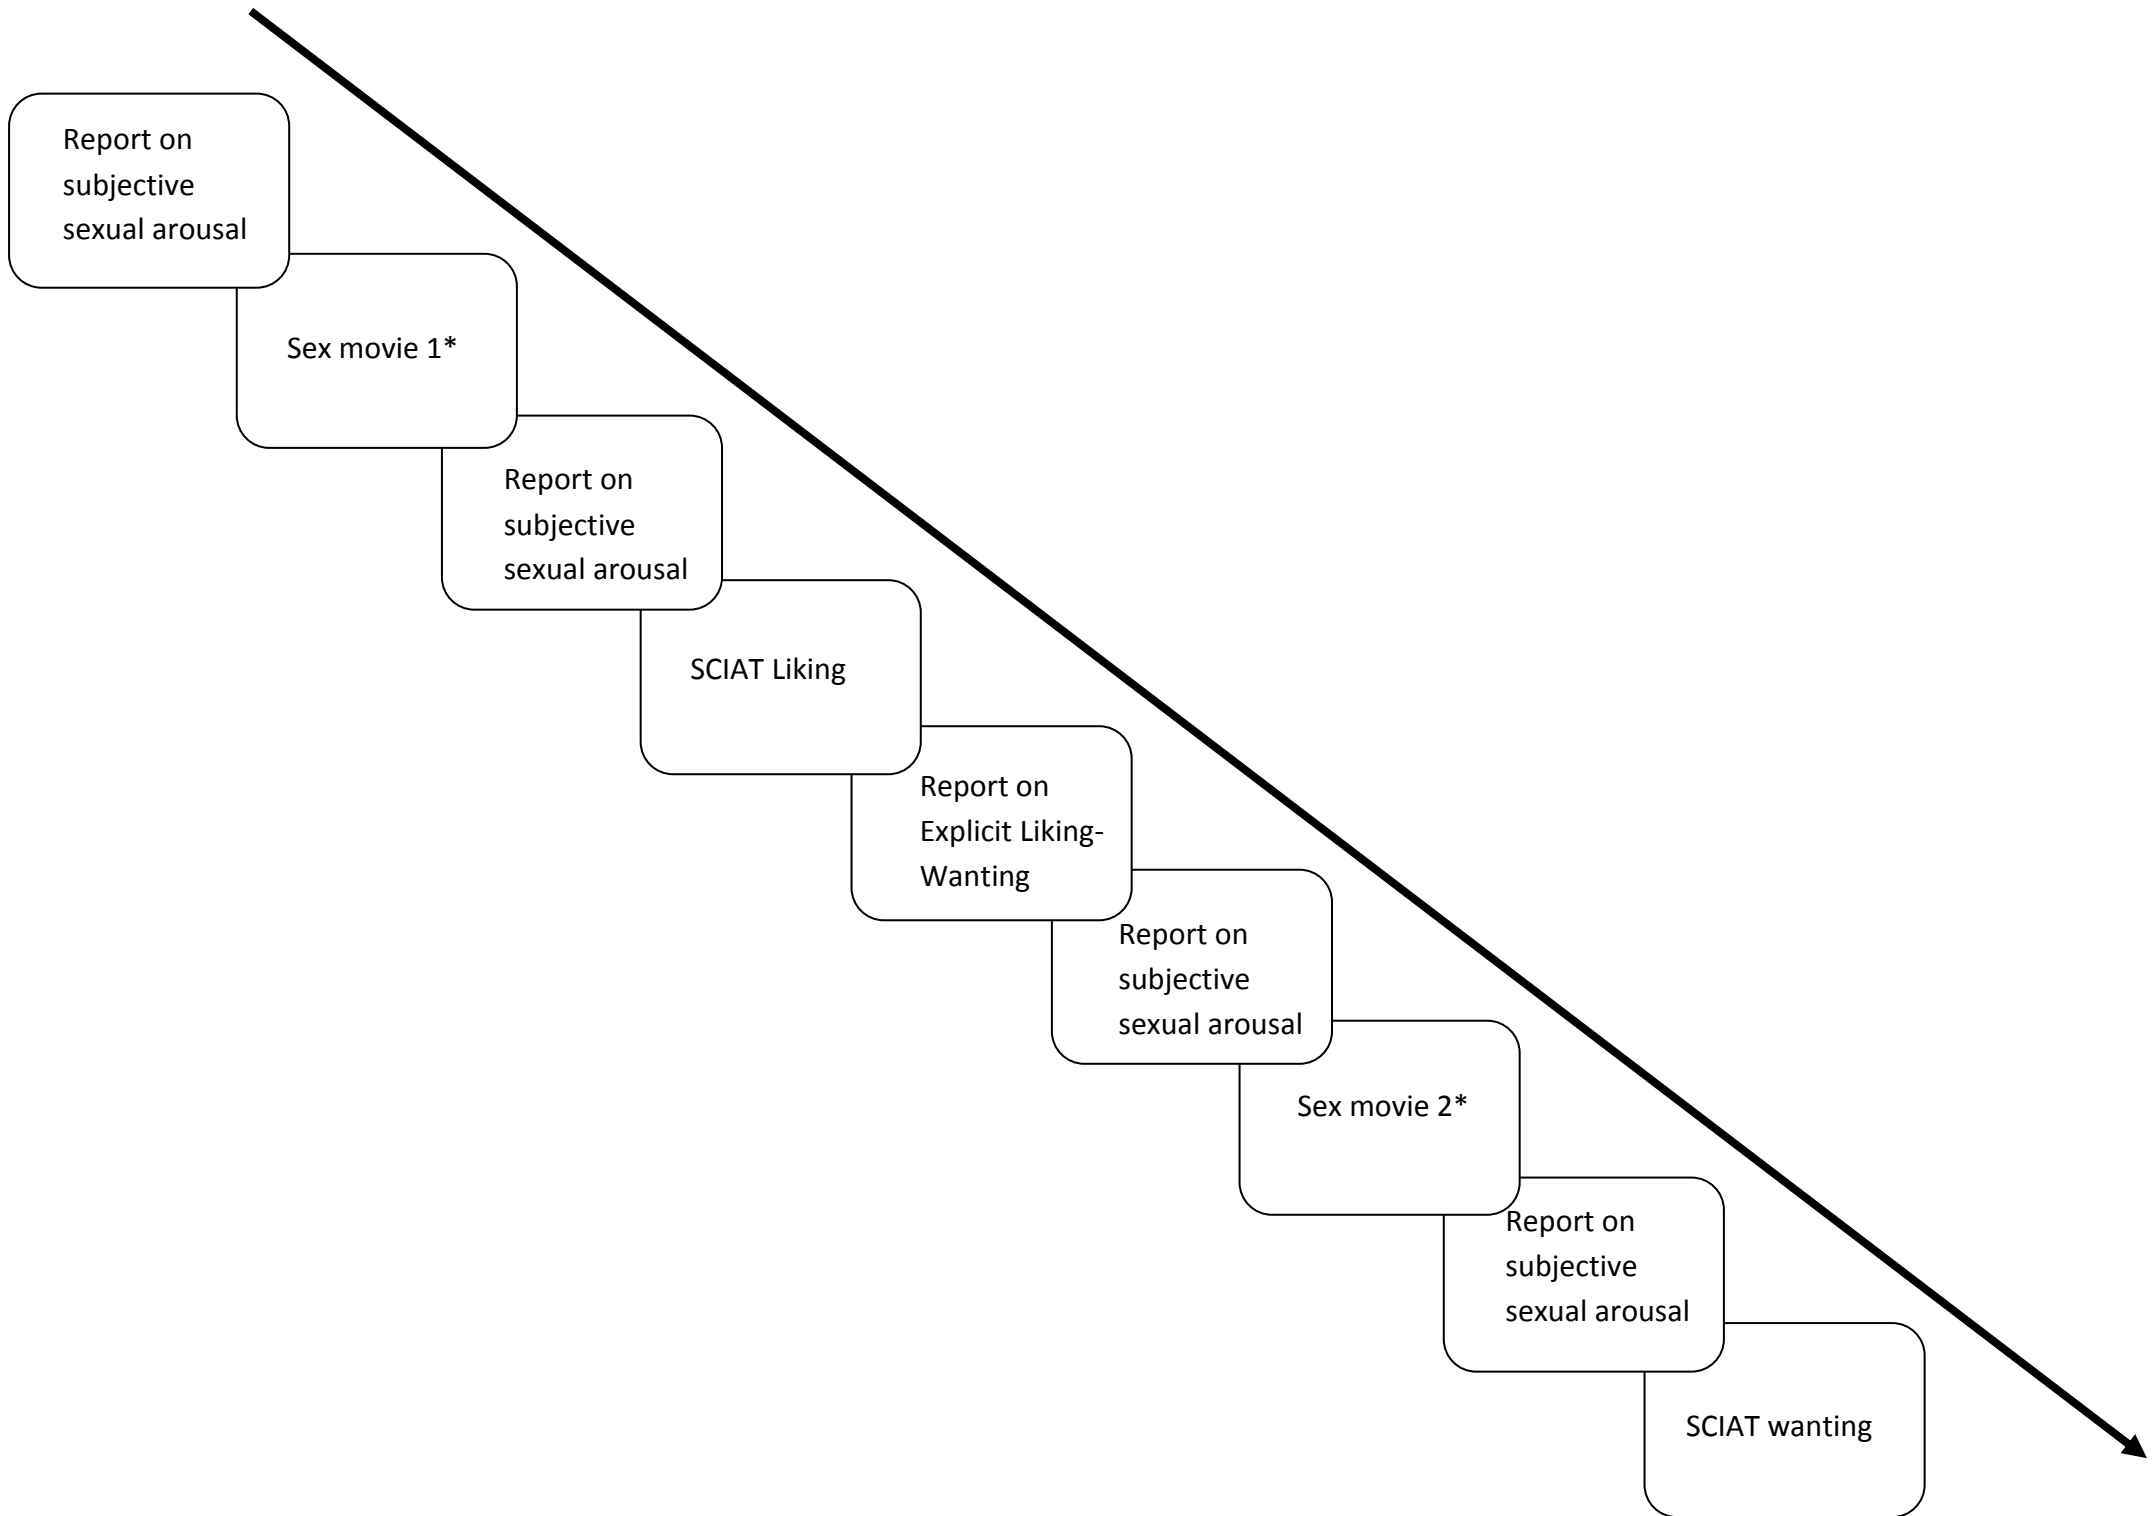 Report on
subjective
sexual arousal
Sex movie 1*
Report on
subjective
sexual arousal
SCIAT Liking
Report on
Explicit Liking-
Wanting
Report on
subjective
sexual arousal
Sex movie 2*
Report on
subjective
sexual arousal
SCIAT wanting